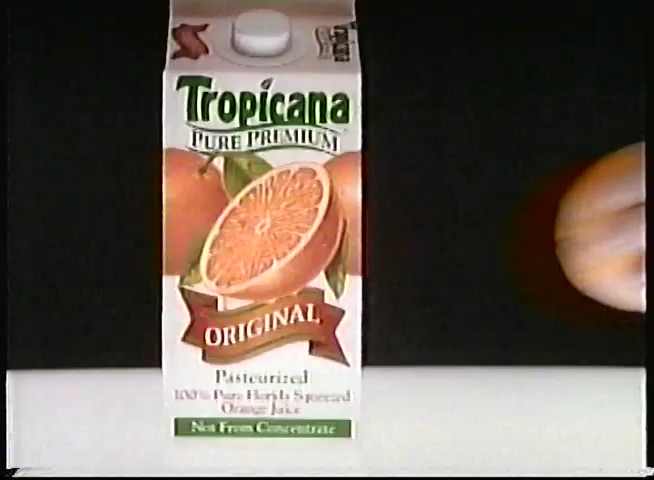 Tropicana
PURE PREMIUM
ORIGINAL
Pasteurized
100% Pure Florida Squeezed
Orange Juice
Not From Concentrate